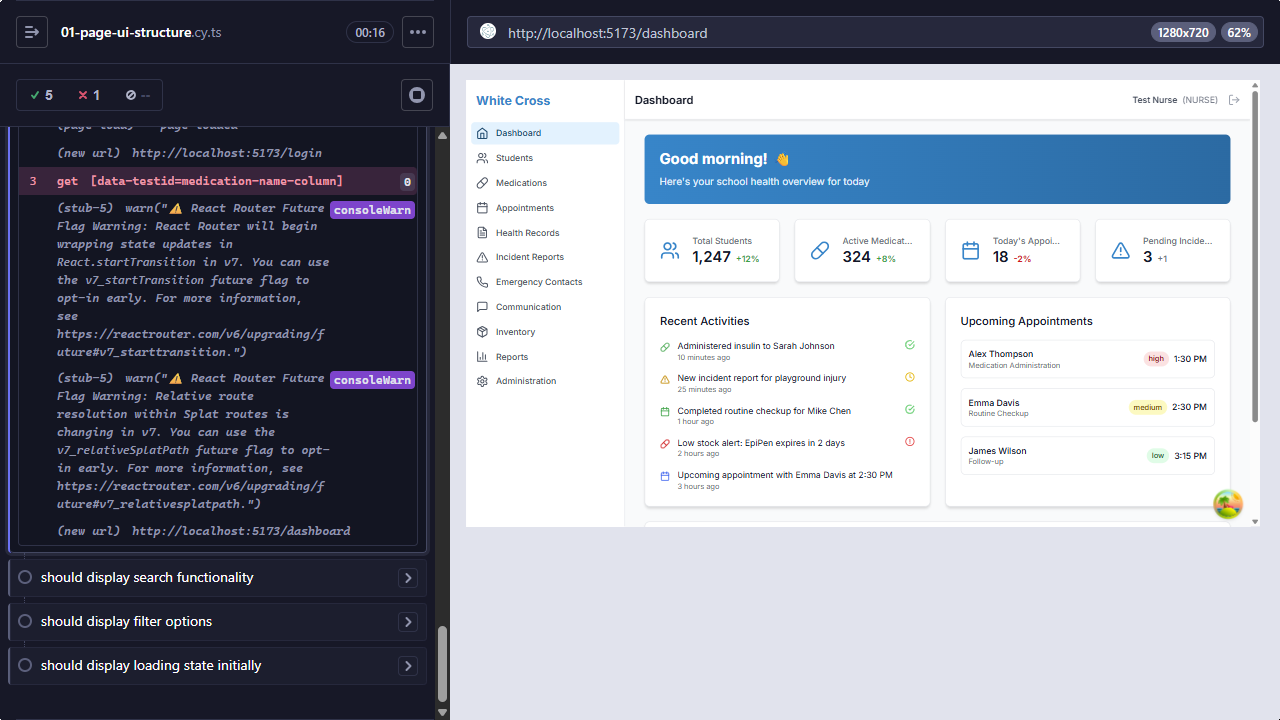 01-page-ui-structure.cy.ts
00:16
5
1
--
(page load) --page loaded--
(new url) http://localhost:5173/login
3 get [data-testid=medication-name-column] 0
(stub-5) warn("⚠️ React Router Future consoleWarn
Flag Warning: React Router will begin
wrapping state updates in
React.startTransition in v7. You can use
the v7_startTransition future flag to
opt-in early. For more information,
see
https://reactrouter.com/v6/upgrading/f
uture#v7_starttransition.")
(stub-5) warn("⚠️ React Router Future consoleWarn
Flag Warning: Relative route
resolution within Splat routes is
changing in v7. You can use the
v7_relativeSplatPath future flag to opt-
in early. For more information, see
https://reactrouter.com/v6/upgrading/f
uture#v7_relativesplatpath.")
(new url) http://localhost:5173/dashboard
should display search functionality
should display filter options
should display loading state initially
http://localhost:5173/dashboard
1280x720
62%
White Cross
Dashboard
Students
Medications
Appointments
Health Records
Incident Reports
Emergency Contacts
Communication
Inventory
Reports
Administration
Dashboard
Test Nurse (NURSE)
Good morning! 👋
Here's your school health overview for today
Total Students
1,247 +12%
Active Medicat...
324 +8%
Today's Appoi...
18 -2%
Pending Incide...
3 +1
Recent Activities
Administered insulin to Sarah Johnson
10 minutes ago
New incident report for playground injury
25 minutes ago
Completed routine checkup for Mike Chen
1 hour ago
Low stock alert: EpiPen expires in 2 days
2 hours ago
Upcoming appointment with Emma Davis at 2:30 PM
3 hours ago
Upcoming Appointments
Alex Thompson
Medication Administration
high 1:30 PM
Emma Davis
Routine Checkup
medium 2:30 PM
James Wilson
Follow-up
low 3:15 PM